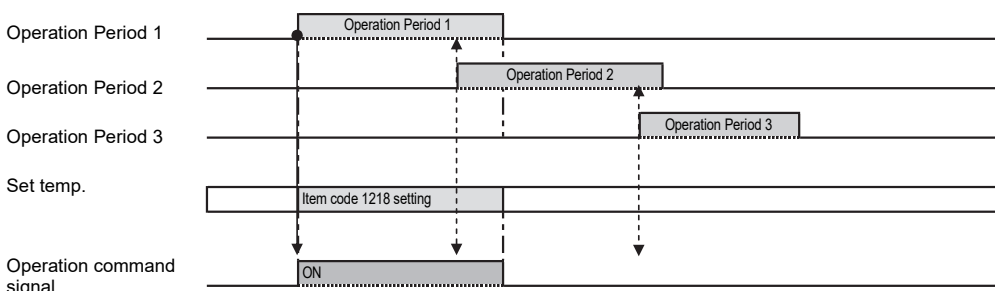 Operation Period 1
Operation Period 1
Operation Period 2
Operation Period 2
Operation Period 3
Operation Period 3
Set temp.
Item code 1218 setting
Operation command
ON
signal